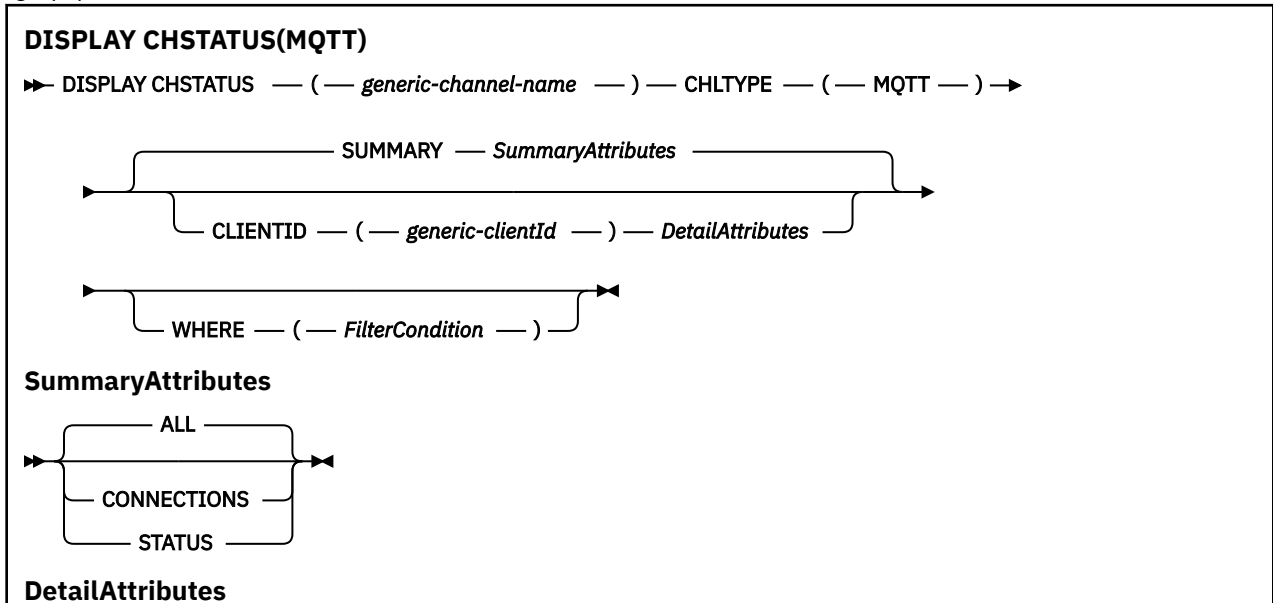 DISPLAY CHSTATUS(MQTT)
DISPLAY CHSTATUS ( generic-channel-name ) CHLTYPE ( MQTT )
SUMMARY SummaryAttributes
CLIENTID ( generic-clientId ) DetailAttributes
WHERE ( FilterCondition )
SummaryAttributes
ALL
CONNECTIONS
STATUS
DetailAttributes